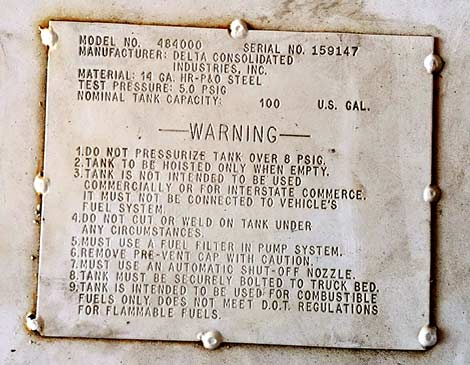 MODEL NO. 484000 SERIAL NO. 159147
MANUFACTURER: DELTA CONSOLIDATED
INDUSTRIES, INC.
MATERIAL: 14 GA. HR-P&O STEEL
TEST PRESSURE: 5.0 PSIG
NOMINAL TANK CAPACITY: 100 U.S. GAL.
—WARNING—
1. DO NOT PRESSURIZE TANK OVER 8 PSIG.
2. TANK TO BE HOISTED ONLY WHEN EMPTY.
3. TANK IS NOT INTENDED TO BE USED
COMMERCIALLY OR FOR INTERSTATE COMMERCE.
IT MUST NOT BE CONNECTED TO VEHICLE'S
FUEL SYSTEM.
4. DO NOT CUT OR WELD ON TANK UNDER
ANY CIRCUMSTANCES.
5. MUST USE A FUEL FILTER IN PUMP SYSTEM.
6. REMOVE PRE-VENT CAP WITH CAUTION.
7. MUST USE AN AUTOMATIC SHUT-OFF NOZZLE.
8. TANK MUST BE SECURELY BOLTED TO TRUCK BED.
9. TANK IS INTENDED TO BE USED FOR COMBUSTIBLE
FUELS ONLY. DOES NOT MEET D.O.T. REGULATIONS
FOR FLAMMABLE FUELS.